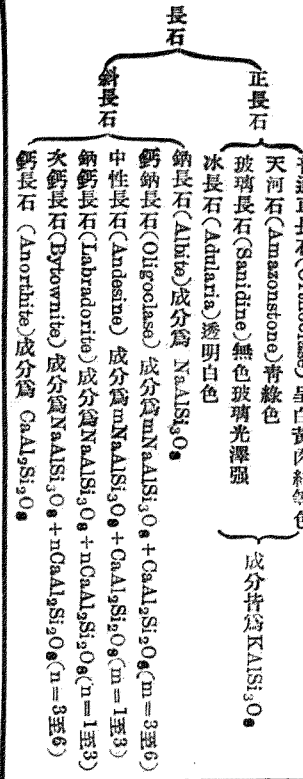 長石
正長石
(Orthoclase)呈白黃肉紅等色
天河石(Amazonstone)青綠色
玻璃長石(Sanidine)無色玻璃光澤强
冰長石(Adularia)透明白色
成分皆爲KAlSi₃O₈
斜長石
鈉長石(Albite)成分爲 NaAlSi₃O₈
鈣鈉長石(Oligoclase)成分爲mNaAlSi₃O₈+CaAl₂Si₂O₈(m=3至6)
中性長石(Andesine) 成分爲mNaAlSi₃O₈+CaAl₂Si₂O₈(m=1至3)
鈉鈣長石(Labradorite)成分爲NaAlSi₃O₈+nCaAl₂Si₂O₈(n=1至3)
次鈣長石(Bytownite) 成分爲NaAlSi₃O₈+nCaAl₂Si₂O₈(n=3至6)
鈣長石 (Anorthite)成分爲 CaAl₂Si₂O₈